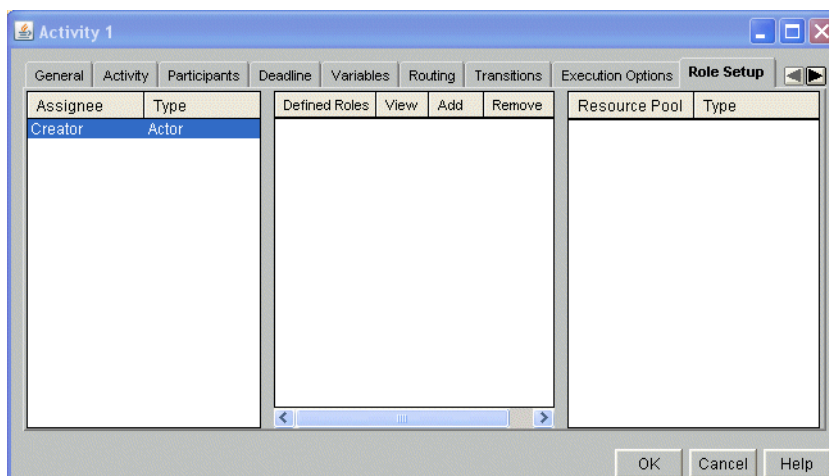 Activity 1
General Activity Participants Deadline Variables Routing Transitions Execution Options Role Setup
Assignee Type Defined Roles View Add Remove Resource Pool Type
Creator Actor
OK Cancel Help